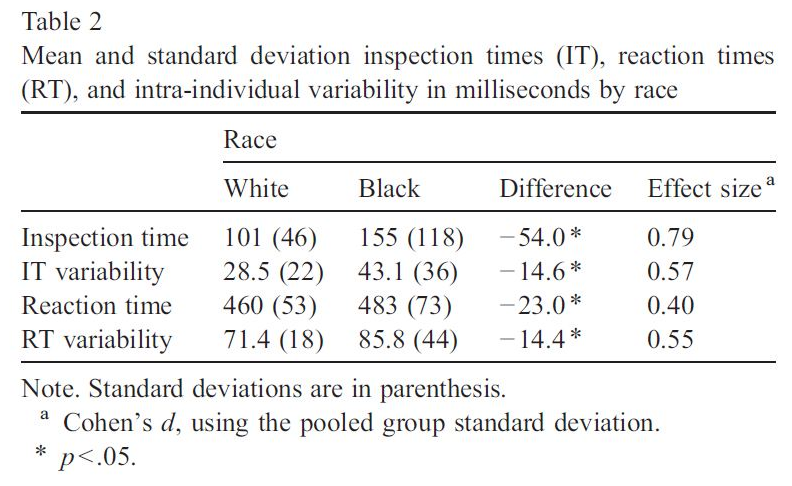 Table 2
Mean and standard deviation inspection times (IT), reaction times
(RT), and intra-individual variability in milliseconds by race
Race
White Black Difference Effect size a
Inspection time 101 (46) 155 (118) −54.0* 0.79
IT variability 28.5 (22) 43.1 (36) −14.6* 0.57
Reaction time 460 (53) 483 (73) −23.0* 0.40
RT variability 71.4 (18) 85.8 (44) −14.4* 0.55
Note. Standard deviations are in parenthesis.
a Cohen's d, using the pooled group standard deviation.
* p<.05.